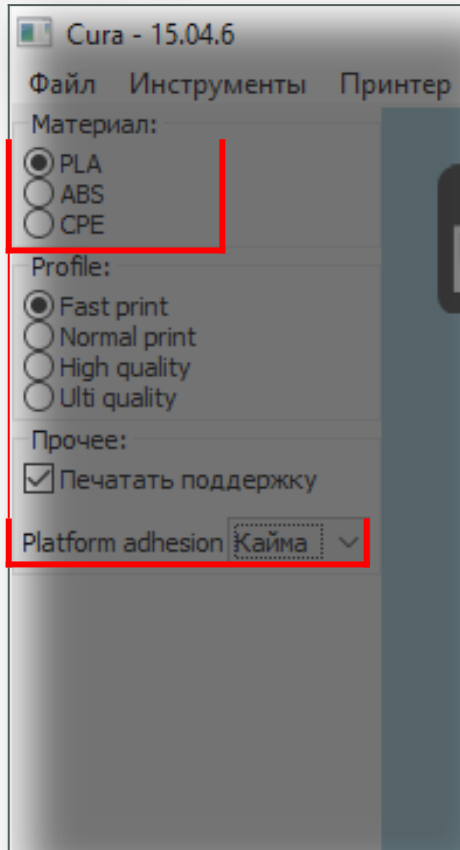 Cura - 15.04.6
Файл Инструменты Принтер
Материал:
PLA
ABS
CPE
Profile:
Fast print
Normal print
High quality
Ulti quality
Прочее:
Печатать поддержку
Platform adhesion Кайма